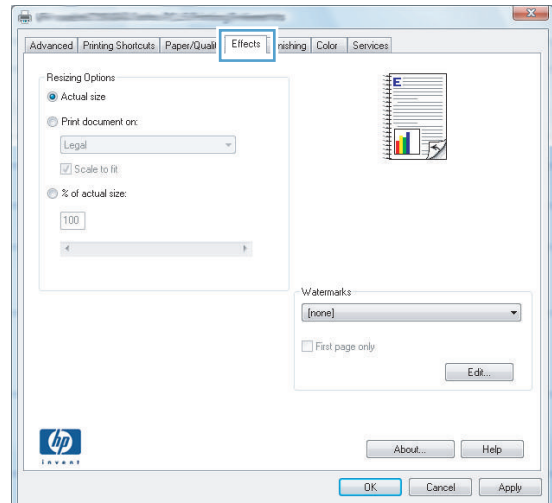 Advanced Printing Shortcuts Paper/Quali Effects nishing Color Services
Resizing Options
Actual size
Print document on:
Legal
Scale to fit
% of actual size:
100
E
Watermarks
[none]
First page only
Edit...
hp
invent
About... Help
OK Cancel Apply